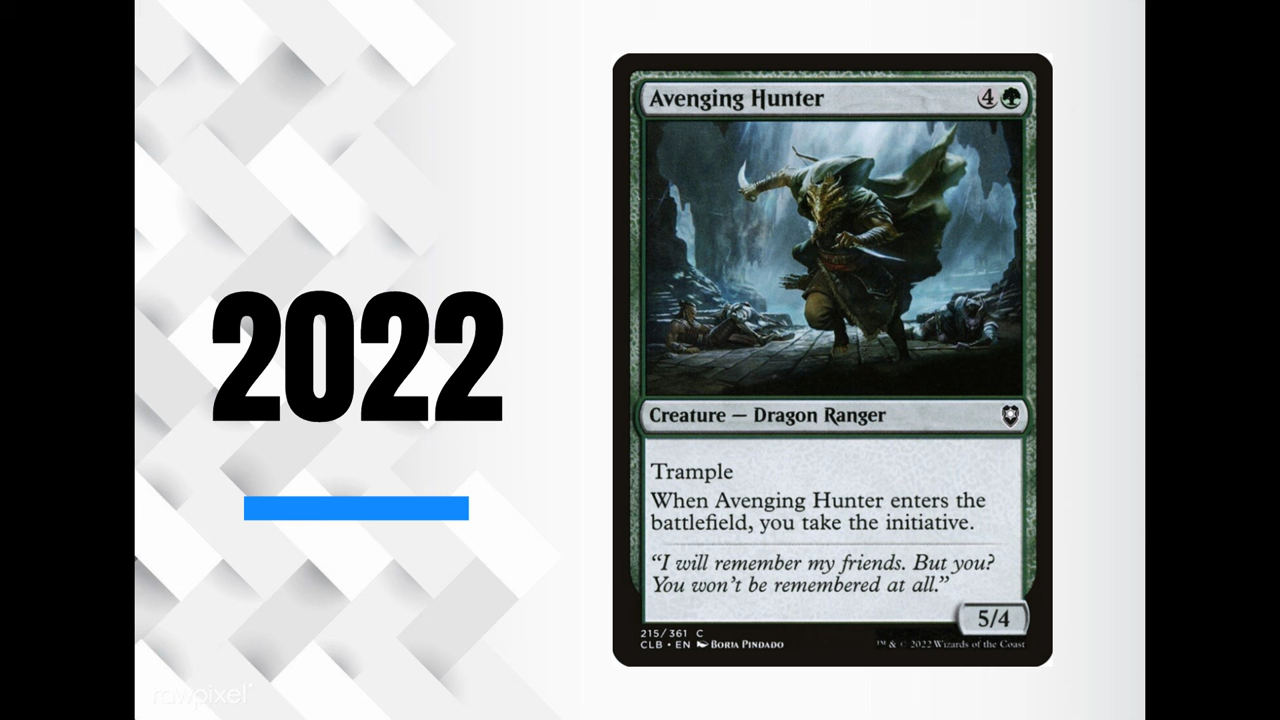 2022
Avenging Hunter 4
Creature — Dragon Ranger
Trample
When Avenging Hunter enters the
battlefield, you take the initiative.
“I will remember my friends. But you?
You won’t be remembered at all.”
5/4
215/361 C
CLB • EN Borja Pindado
™ & © 2022 Wizards of the Coast
rawpixel